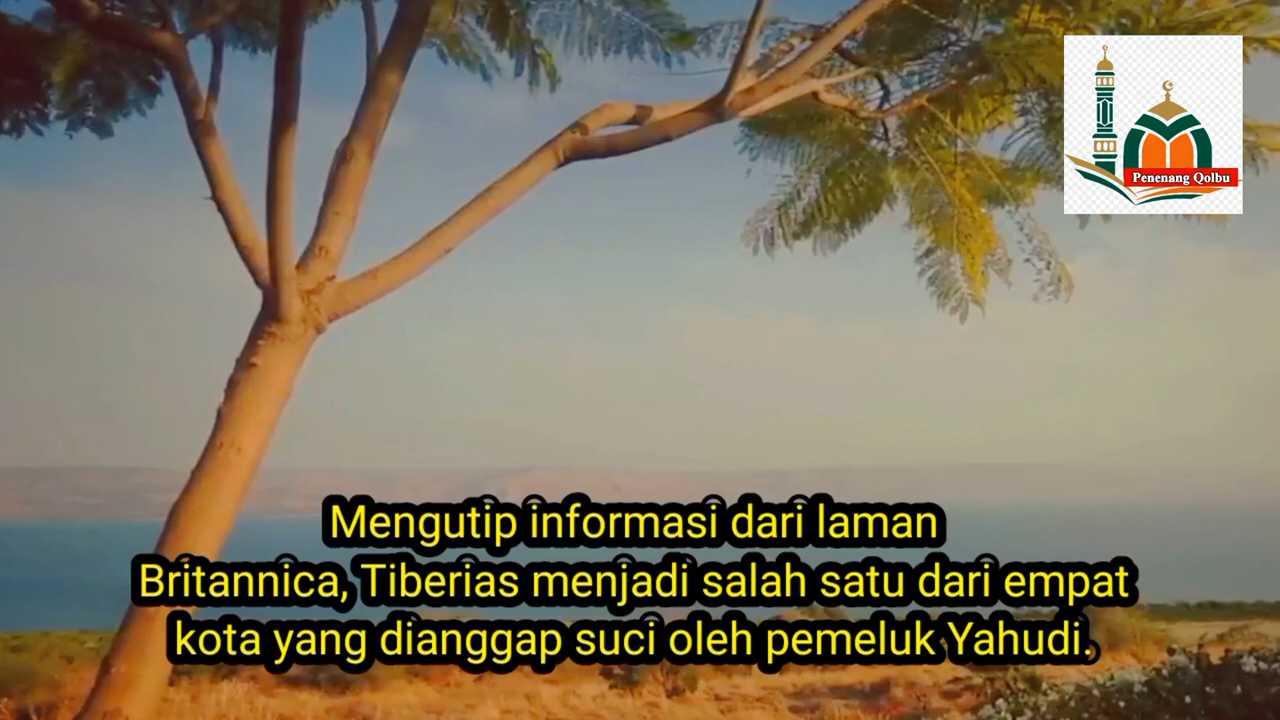 Penenang Qolbu
Mengutip informasi dari laman
Britannica, Tiberias menjadi salah satu dari empat
kota yang dianggap suci oleh pemeluk Yahudi.